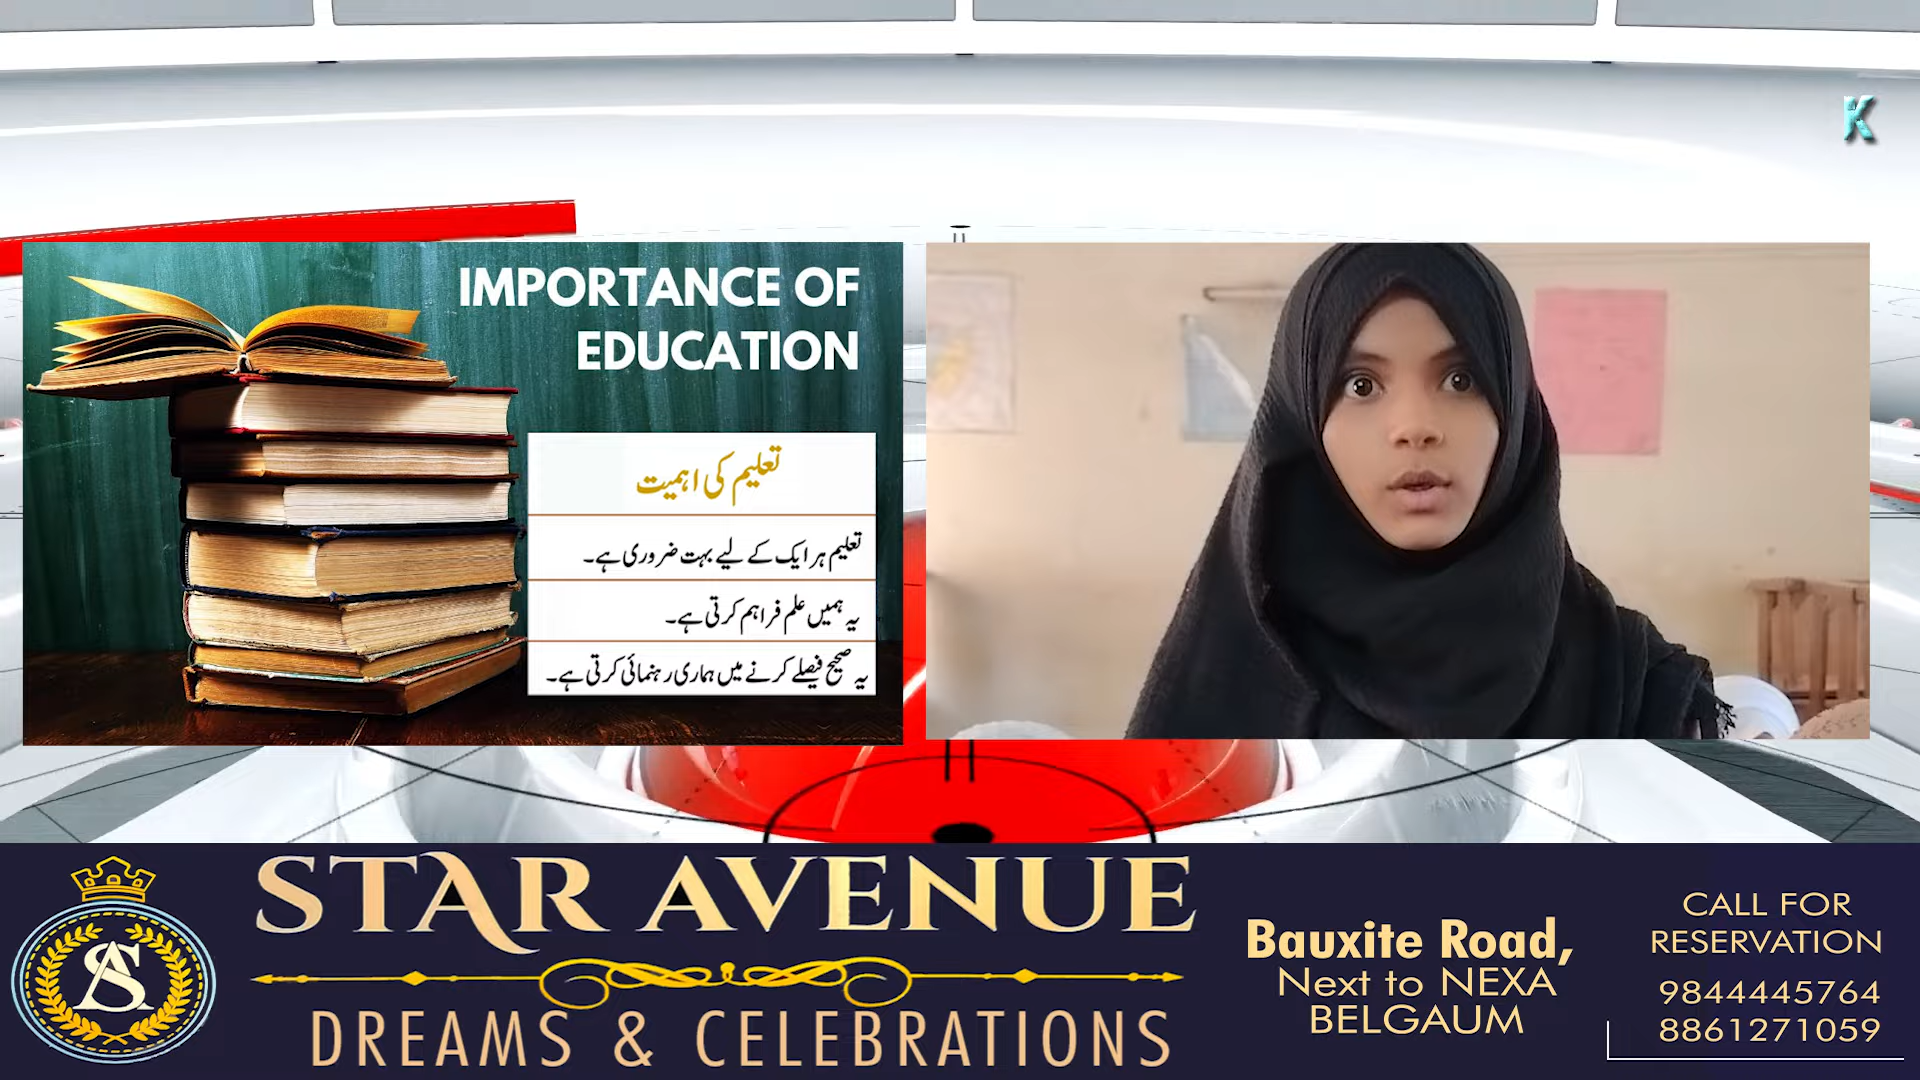 K
IMPORTANCE OF
EDUCATION
تعلیم کی اہمیت
تعلیم ہر ایک کے لیے بہت ضروری ہے۔
یہ ہمیں علم فراہم کرتی ہے۔
یہ صحیح فیصلے کرنے میں ہماری رہنمائی کرتی ہے۔
AS
STAR AVENUE
DREAMS & CELEBRATIONS
Bauxite Road,
Next to NEXA
BELGAUM
CALL FOR
RESERVATION
9844445764
8861271059